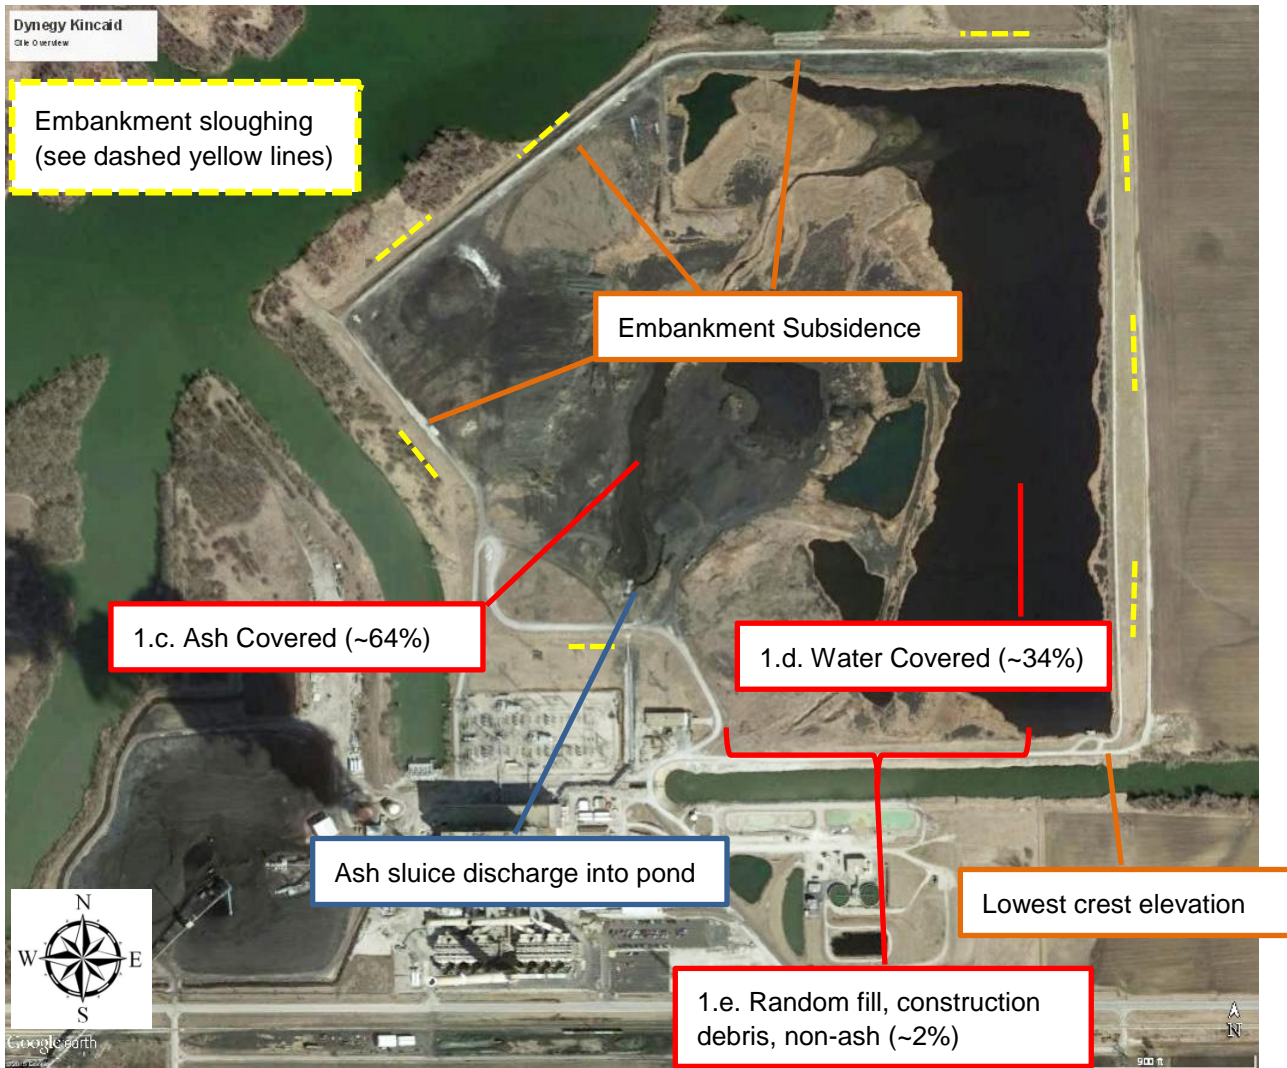 Dynegy Kincaid
Site Overview
Embankment sloughing
(see dashed yellow lines)
Embankment Subsidence
1.c. Ash Covered (~64%)
1.d. Water Covered (~34%)
Ash sluice discharge into pond
Lowest crest elevation
1.e. Random fill, construction
debris, non-ash (~2%)
N
W
E
S
Google earth
N
900 ft